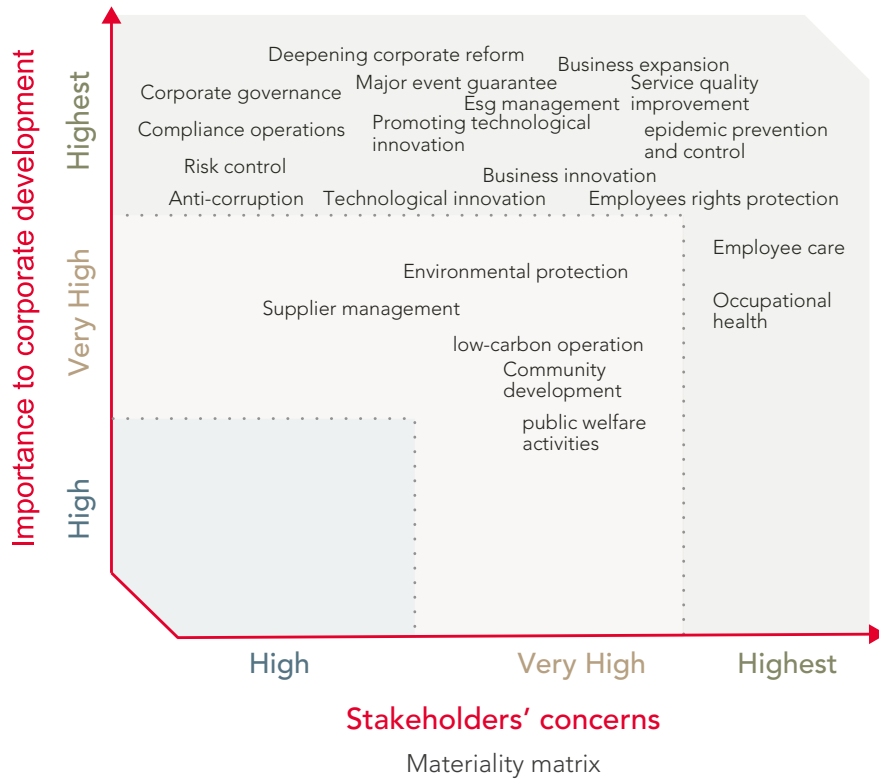 Importance to corporate development
Highest
Very High
High
Deepening corporate reform
Business expansion
Corporate governance
Major event guarantee
Esg management
Service quality
improvement
Compliance operations
Promoting technological
innovation
epidemic prevention
and control
Risk control
Business innovation
Anti-corruption
Technological innovation
Employees rights protection
Employee care
Environmental protection
Supplier management
Occupational
health
low-carbon operation
Community
development
public welfare
activities
High
Very High
Highest
Stakeholders’ concerns
Materiality matrix